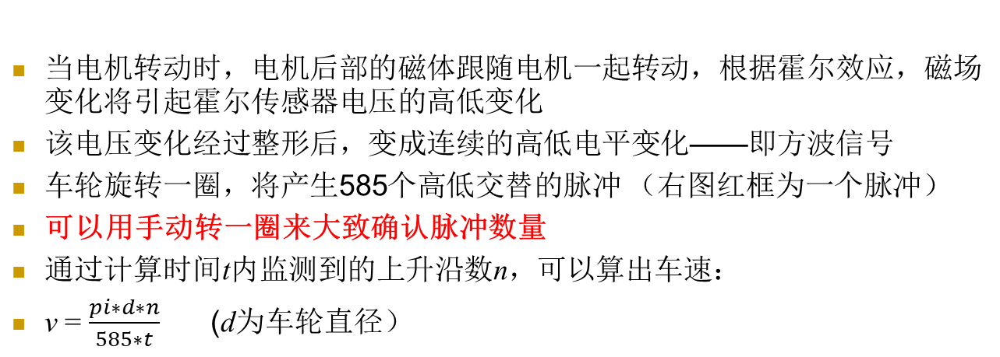 当电机转动时，电机后部的磁体跟随电机一起转动，根据霍尔效应，磁场
变化将引起霍尔传感器电压的高低变化
该电压变化经过整形后，变成连续的高低电平变化——即方波信号
车轮旋转一圈，将产生585个高低交替的脉冲 （右图红框为一个脉冲）
可以用手动转一圈来大致确认脉冲数量
通过计算时间t内监测到的上升沿数n，可以算出车速：
v = pi*d*n / 585*t (d为车轮直径）